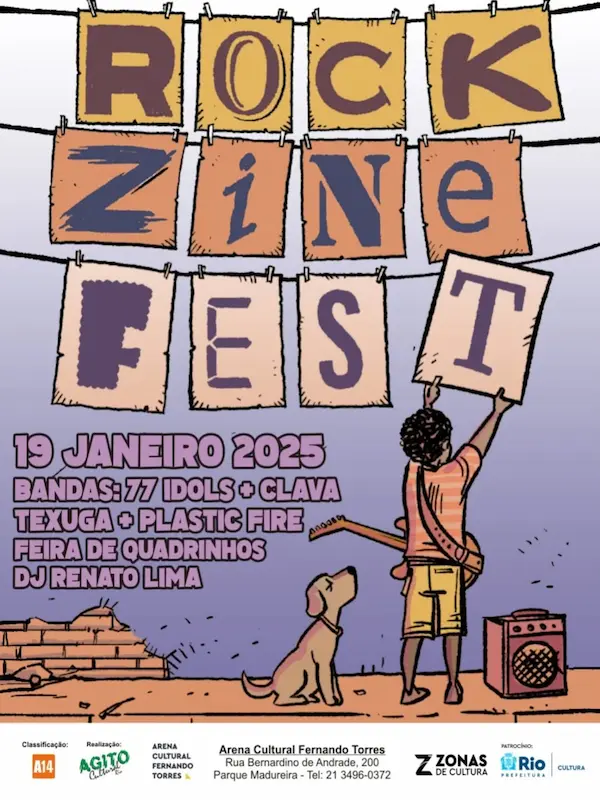 ROCK
ZiNe
FEST
19 JANEIRO 2025
BANDAS: 77 IDOLS + CLAVA
TEXUGA + PLASTIC FIRE
FEIRA DE QUADRINHOS
DJ RENATO LIMA
Classificação:
A14
Realização:
AGITO
Cultural
ARENA
CULTURAL
FERNANDO
TORRES
Arena Cultural Fernando Torres
Rua Bernardino de Andrade, 200
Parque Madureira - Tel: 21 3496-0372
Z ZONAS
DE CULTURA
PATROCÍNIO:
Rio
PREFEITURA
CULTURA